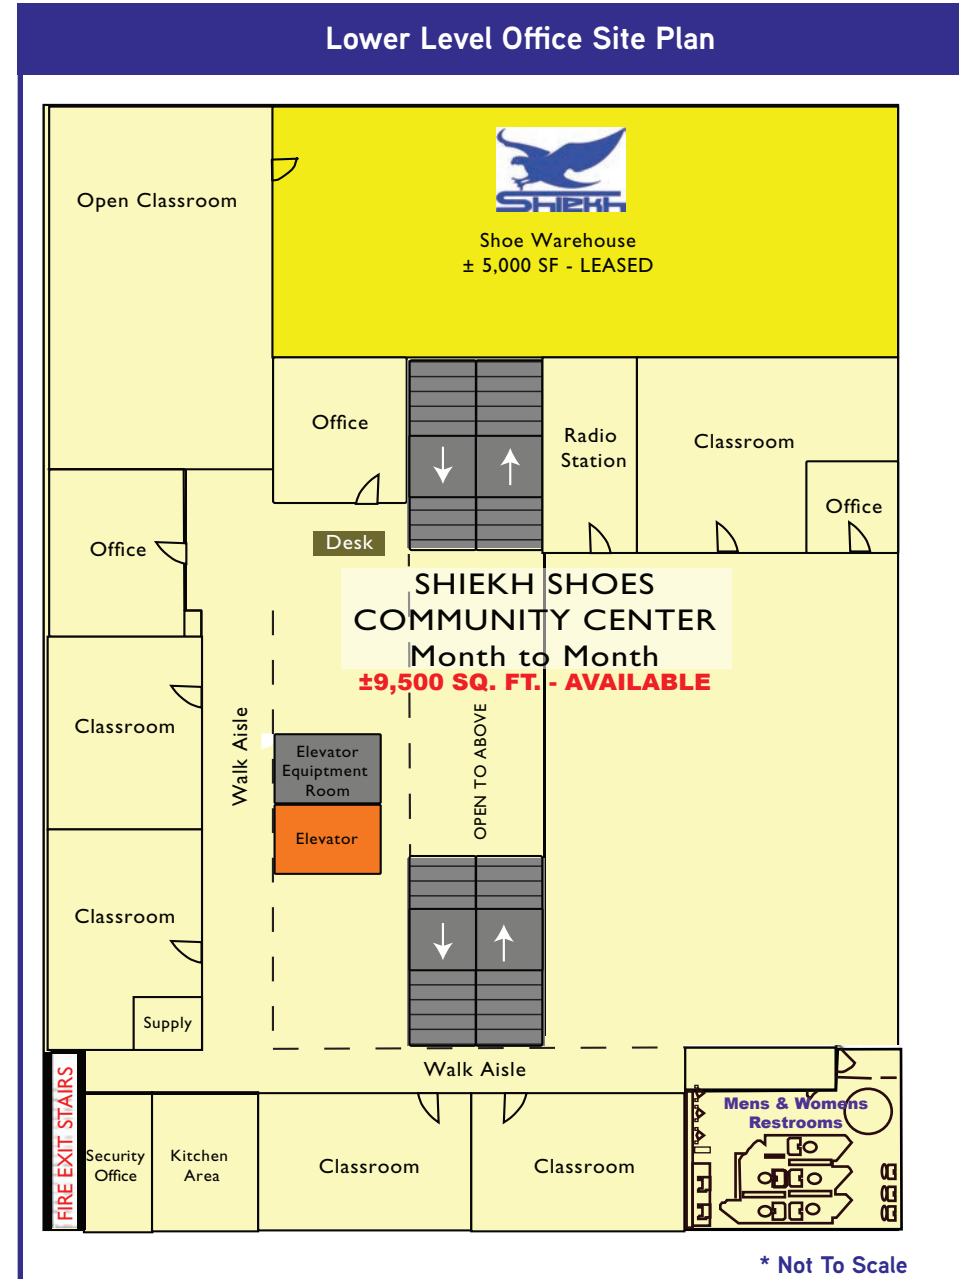 Lower Level Office Site Plan
Open Classroom
SHIEKH
Shoe Warehouse
± 5,000 SF - LEASED
Office
Radio
Station
Classroom
Office
Office
Desk
SHIEKH SHOES
COMMUNITY CENTER
Month to Month
±9,500 SQ. FT. - AVAILABLE
Classroom
Walk Aisle
Elevator
Equiptment
Room
OPEN TO ABOVE
Elevator
Classroom
Supply
Walk Aisle
FIRE EXIT STAIRS
Security
Office
Kitchen
Area
Classroom
Classroom
Mens & Womens
Restrooms
* Not To Scale